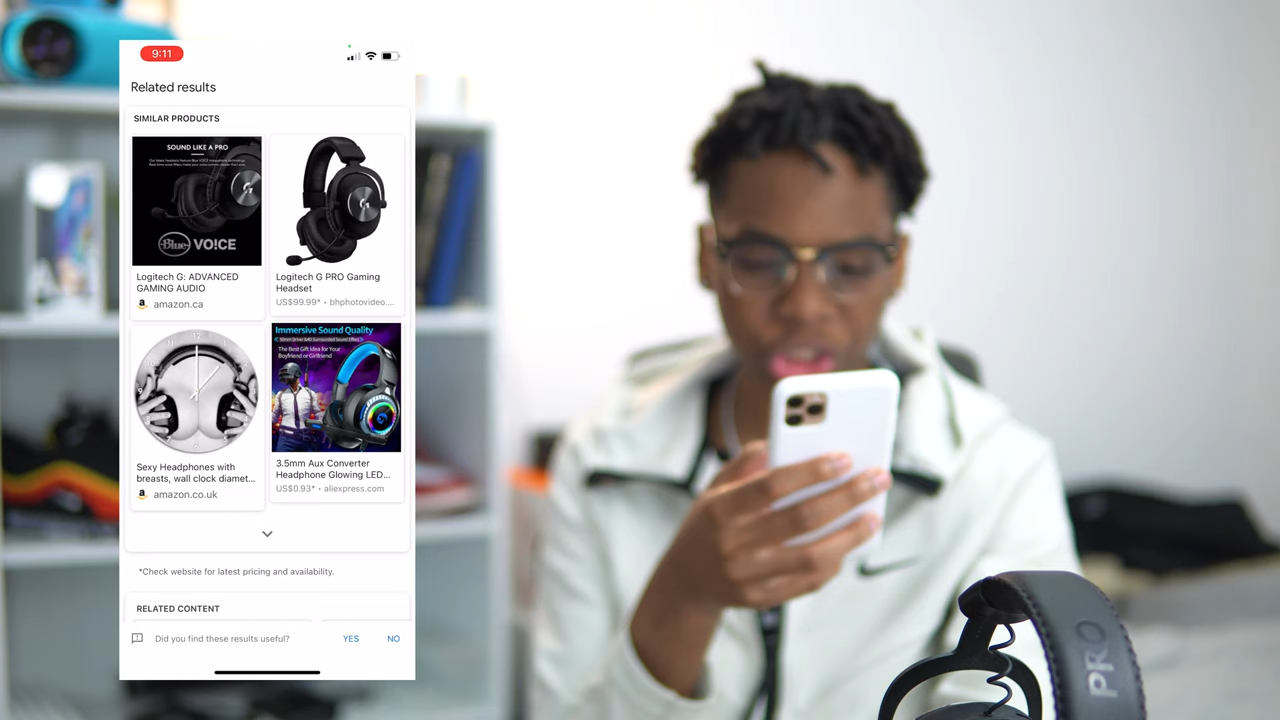 9:11
Related results
SIMILAR PRODUCTS
SOUND LIKE A PRO
Blue VO!CE
Logitech G: ADVANCED
GAMING AUDIO
amazon.ca
Logitech G PRO Gaming
Headset
US$99.99* • bhphotovideo....
12
Sexy Headphones with
breasts, wall clock diamet...
amazon.co.uk
Immersive Sound Quality
The Best Gift Idea for Your
Boyfriend or Girlfriend
3.5mm Aux Converter
Headphone Glowing LED...
US$0.93* • aliexpress.com
*Check website for latest pricing and availability.
RELATED CONTENT
Did you find these results useful?
YES
NO
PRO